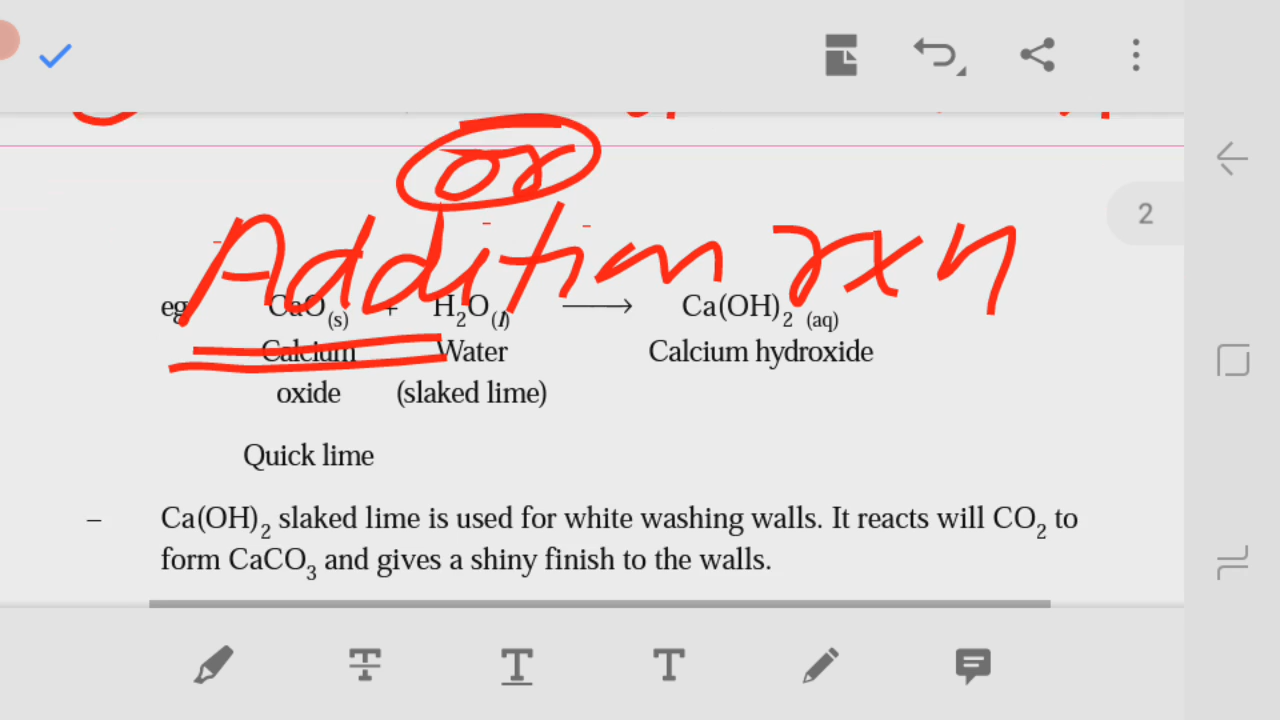 or
Addition rxn
2
eg CaO(s) + H2O(l) ⟶ Ca(OH)2 (aq)
Calcium Water Calcium hydroxide
oxide (slaked lime)
Quick lime
– Ca(OH)2 slaked lime is used for white washing walls. It reacts will CO2 to
form CaCO3 and gives a shiny finish to the walls.